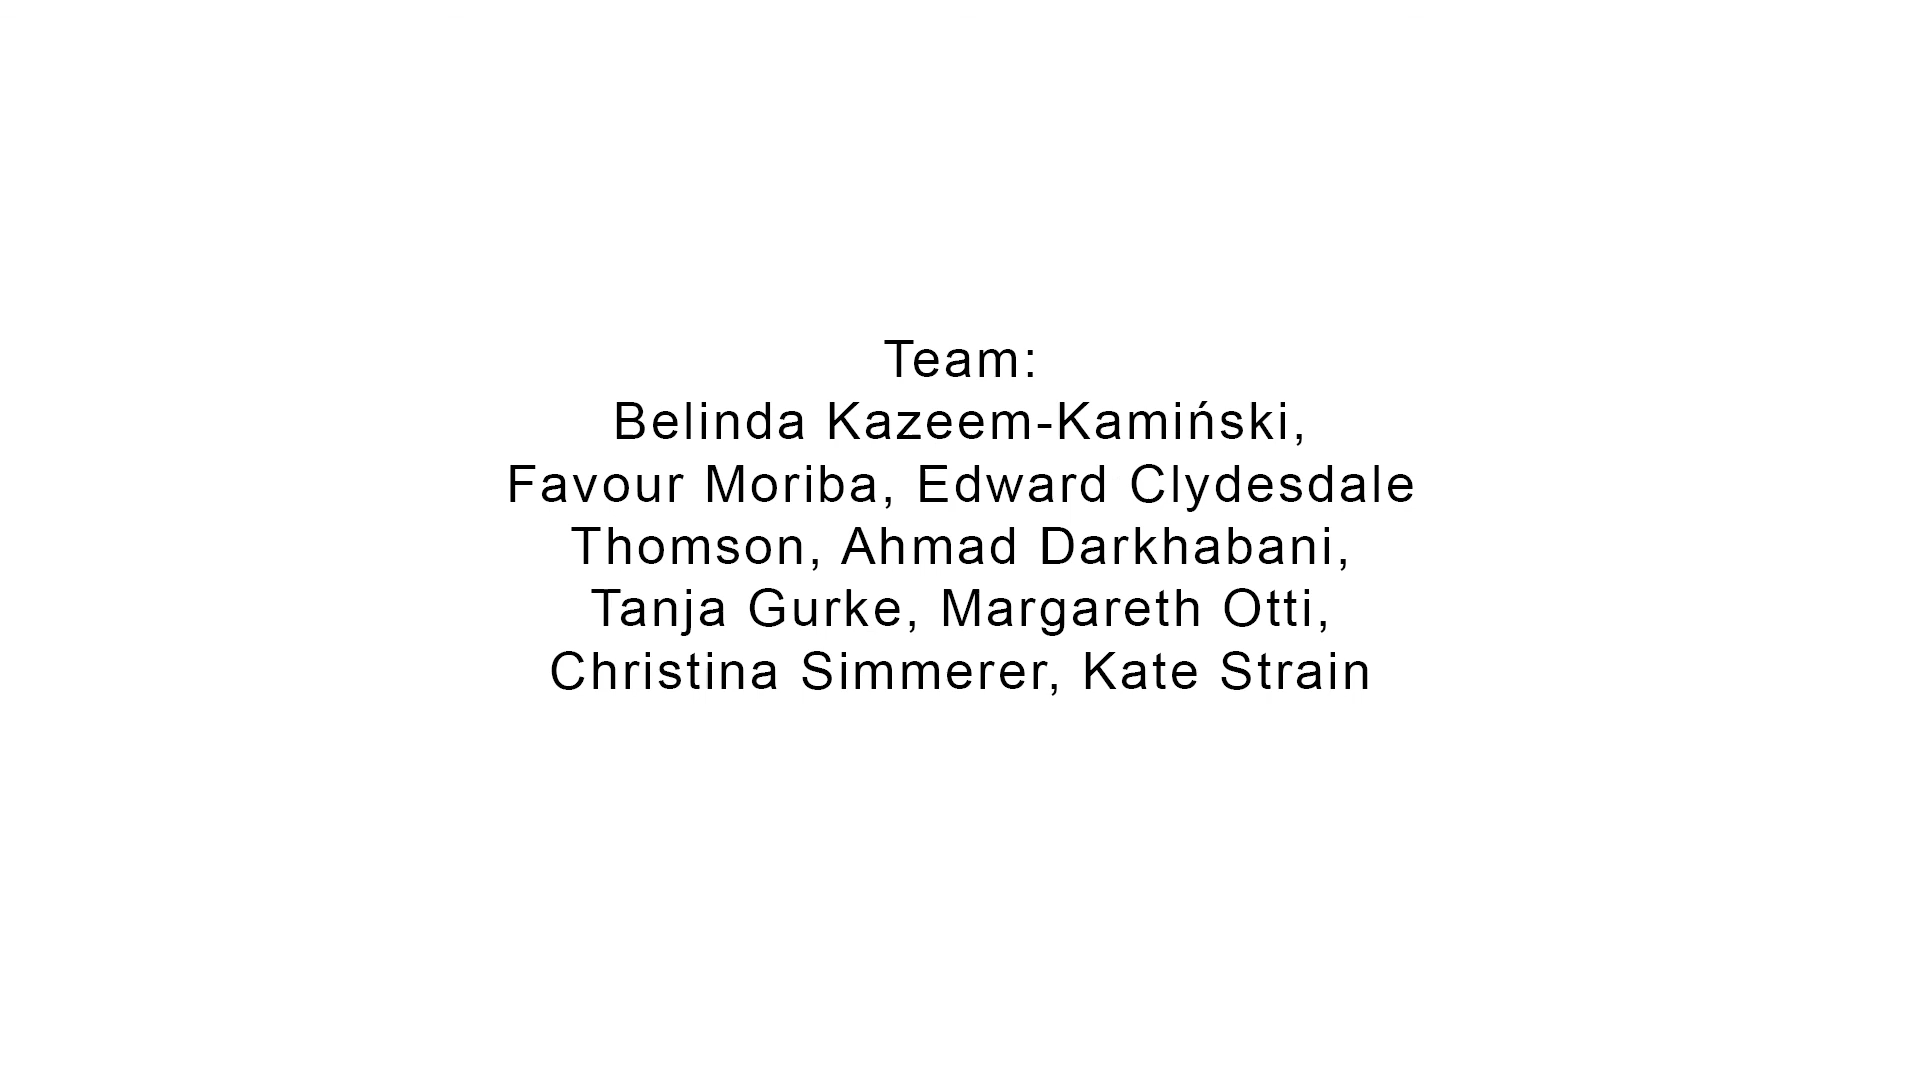 Team:
Belinda Kazeem-Kamiński,
Favour Moriba, Edward Clydesdale
Thomson, Ahmad Darkhabani,
Tanja Gurke, Margareth Otti,
Christina Simmerer, Kate Strain